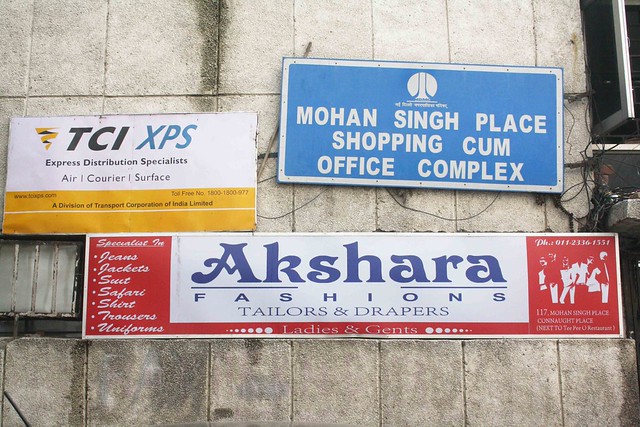 TCI XPS
Express Distribution Specialists
Air | Courier | Surface
www.tcixps.com
Toll Free No. 1800-1800-977
A Division of Transport Corporation of India Limited
MOHAN SINGH PLACE
SHOPPING CUM
OFFICE COMPLEX
Specialist In
• Jeans
• Jackets
• Suit
• Safari
• Shirt
• Trousers
• Uniforms
Akshara
FASHIONS
TAILORS & DRAPERS
Ladies & Gents
Ph.: 011-2336-1551
117, MOHAN SINGH PLACE
CONNAUGHT PLACE
(NEXT TO Tee Pee O Restaurant)